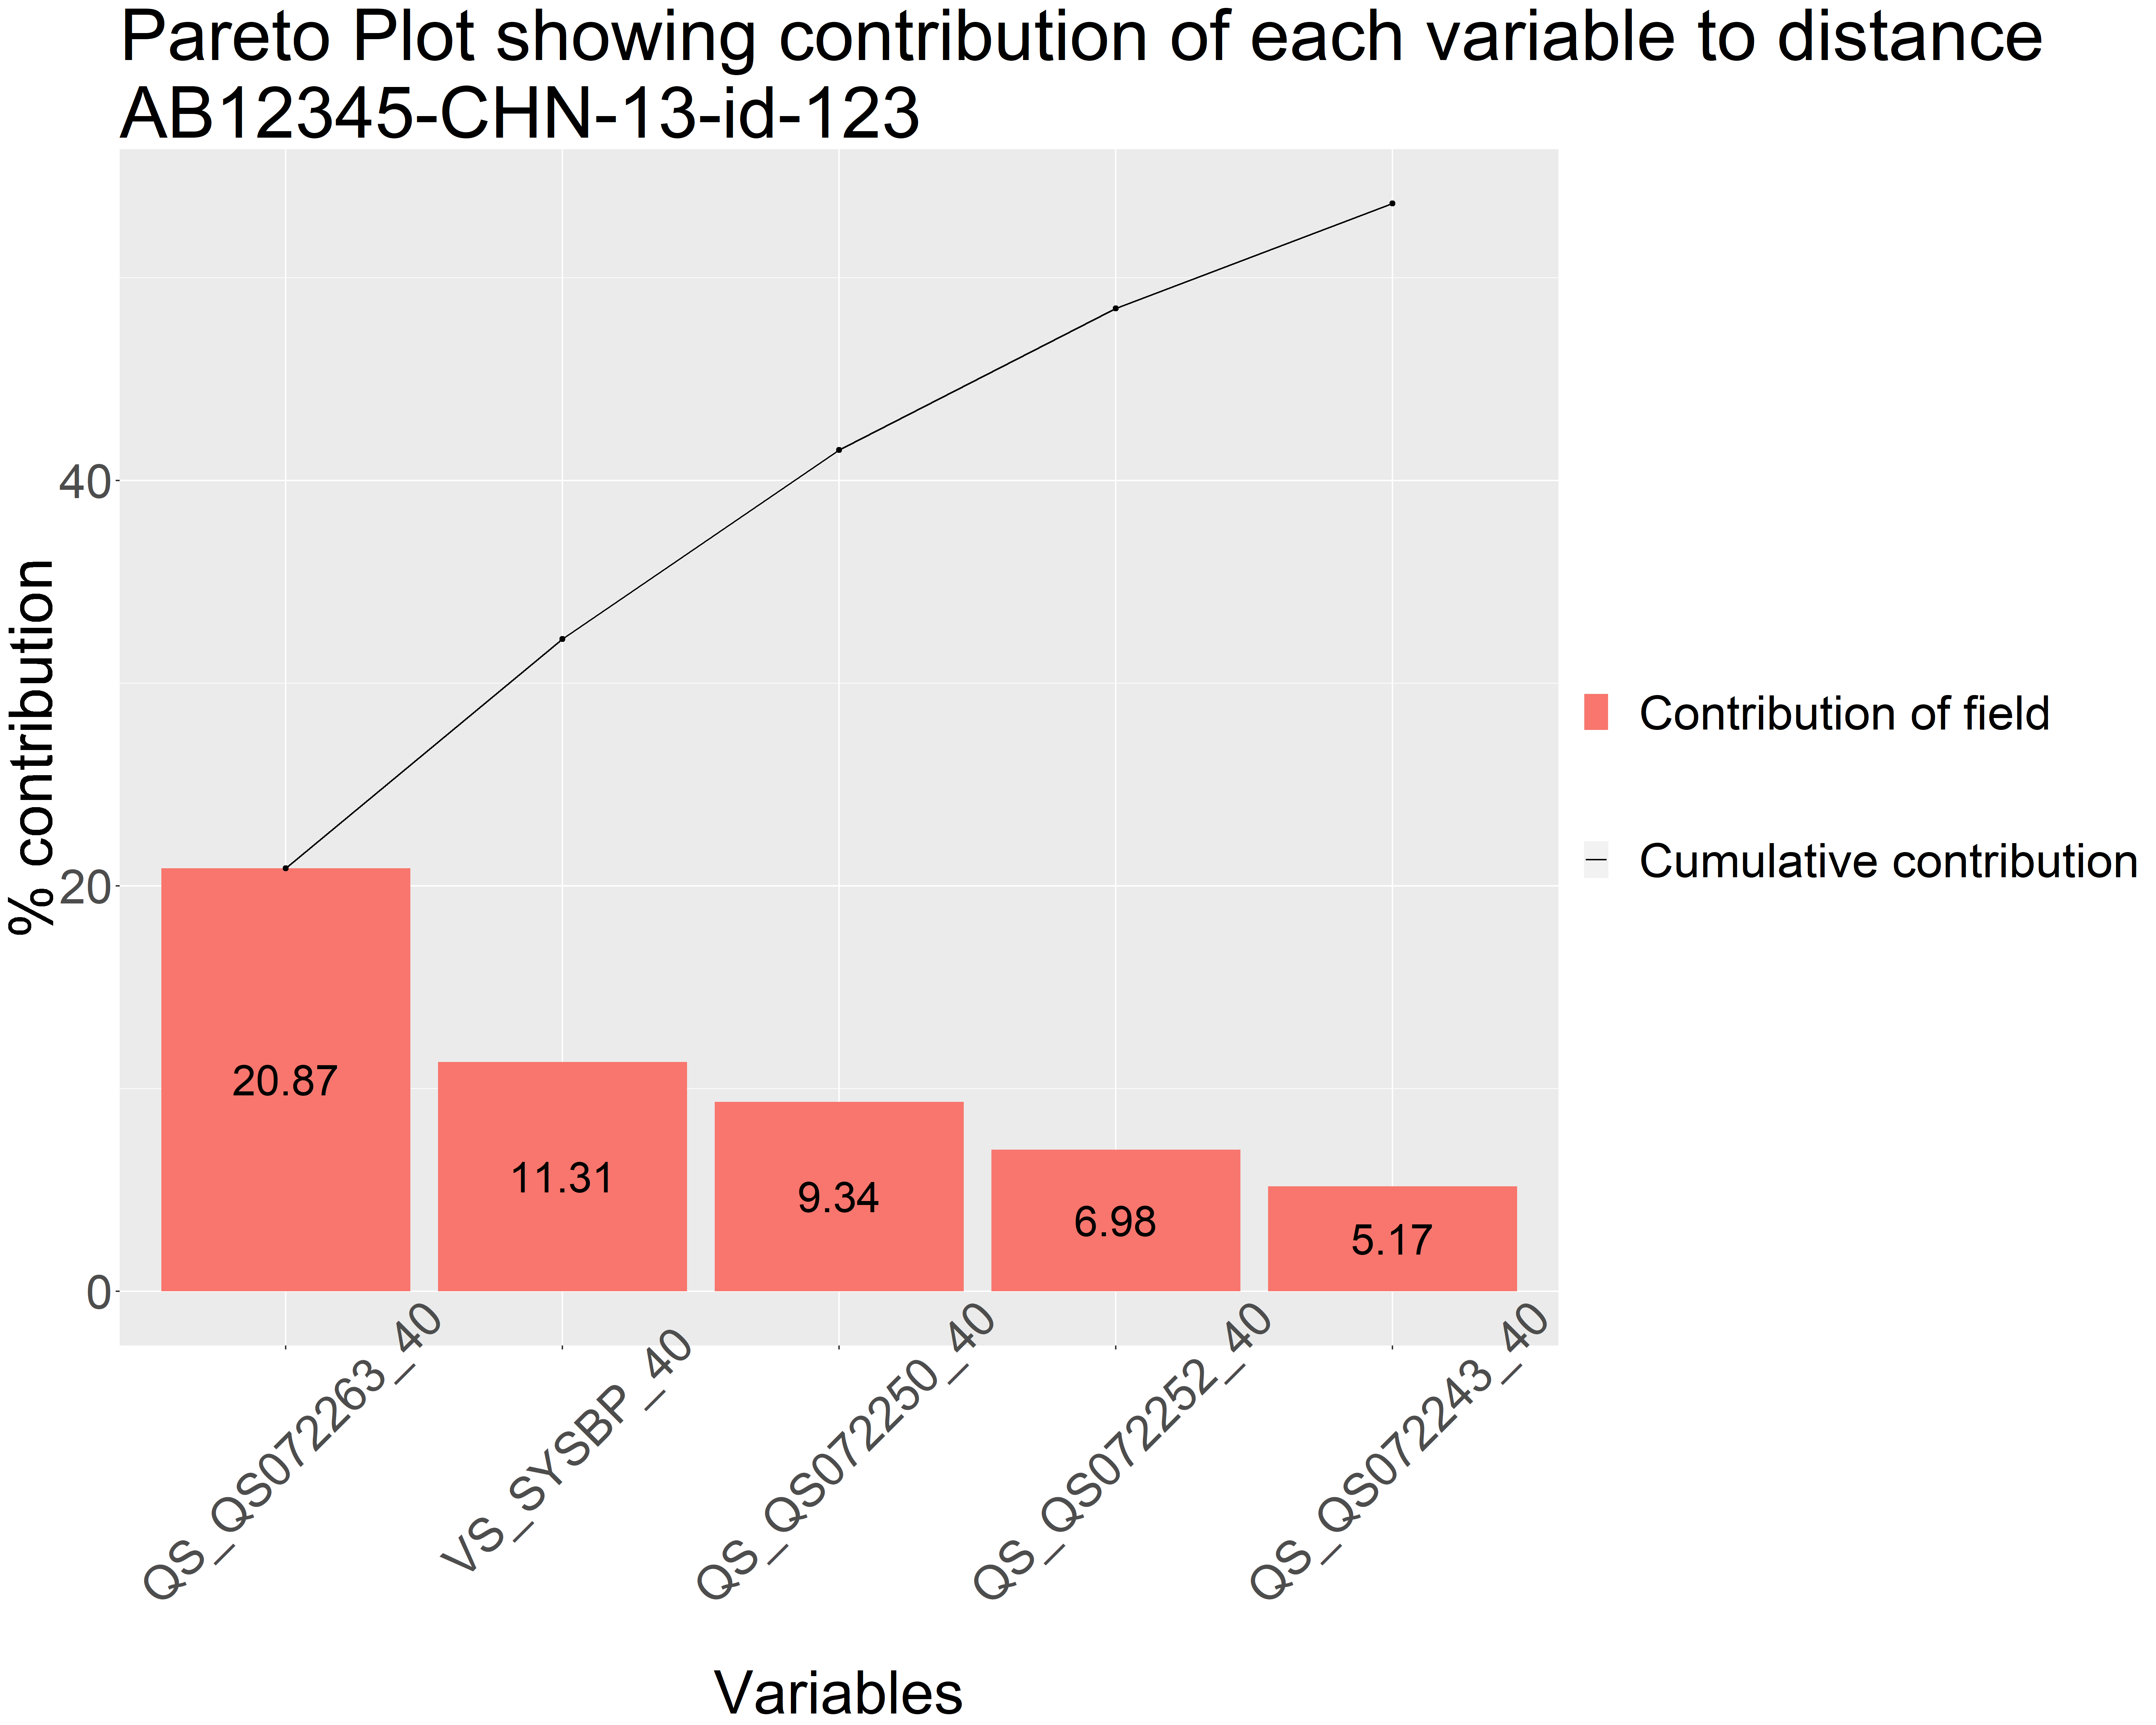 Pareto Plot showing contribution of each variable to distance
AB12345-CHN-13-id-123
% contribution
40
20
0
20.87
11.31
9.34
6.98
5.17
QS_QS072263_40
VS_SYSBP_40
QS_QS072250_40
QS_QS072252_40
QS_QS072243_40
Variables
Contribution of field
Cumulative contribution